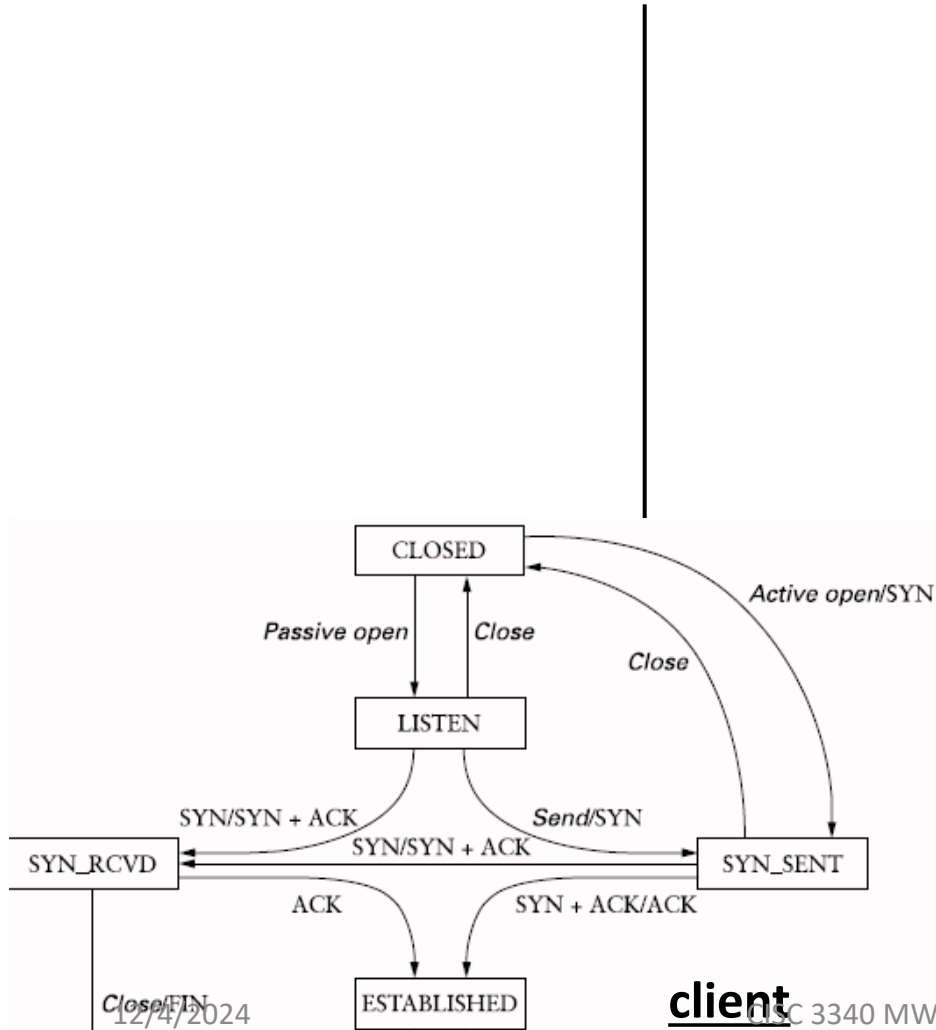 CLOSED
Active open/SYN
Passive open
Close
Close
LISTEN
SYN/SYN + ACK
Send/SYN
SYN/SYN + ACK
SYN_RCVD
SYN_SENT
ACK
SYN + ACK/ACK
Close/FIN
ESTABLISHED
client
12/4/2024
CISC 3340 MW